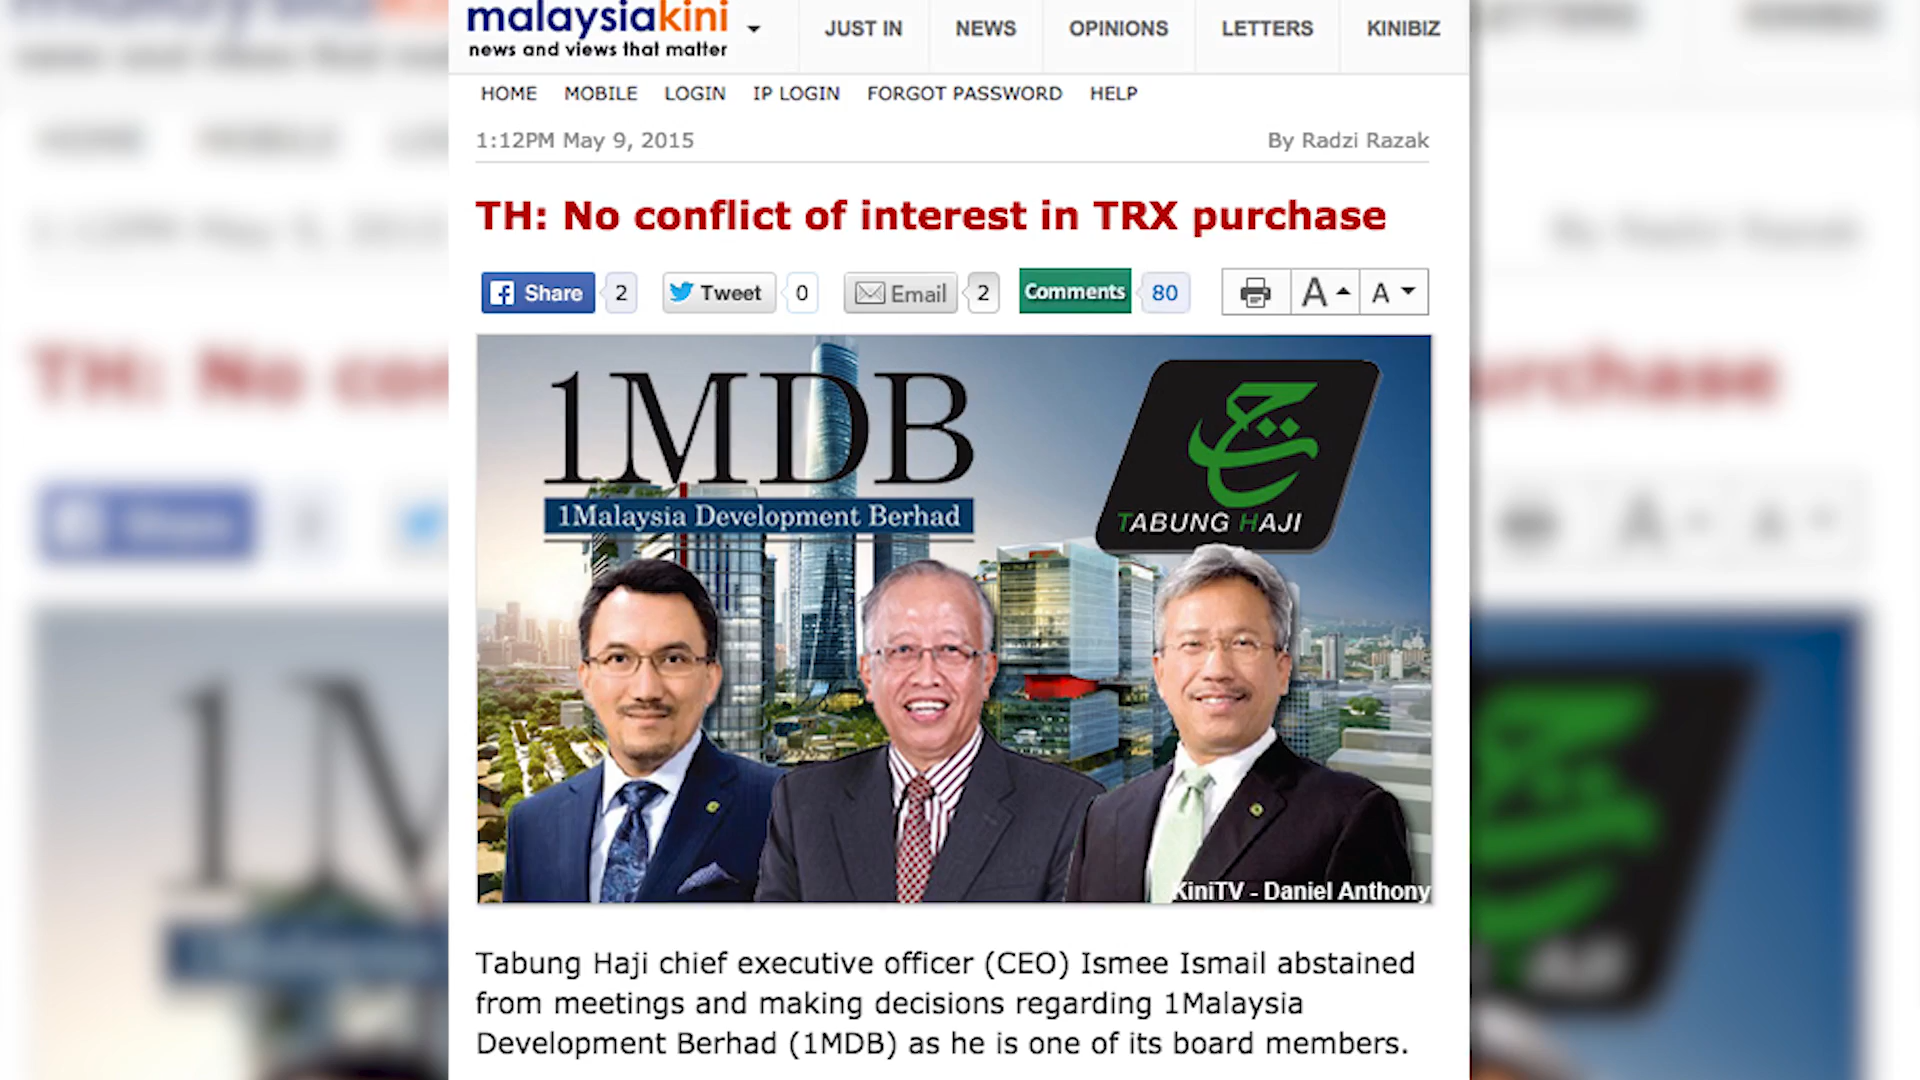 malaysiakini
news and views that matter
JUST IN
NEWS
OPINIONS
LETTERS
KINIBIZ
HOME
MOBILE
LOGIN
IP LOGIN
FORGOT PASSWORD
HELP
1:12PM May 9, 2015
By Radzi Razak
TH: No conflict of interest in TRX purchase
Share
2
Tweet
0
Email
2
Comments
80
A
A
1MDB
1Malaysia Development Berhad
TABUNG HAJI
KiniTV - Daniel Anthony
Tabung Haji chief executive officer (CEO) Ismee Ismail abstained
from meetings and making decisions regarding 1Malaysia
Development Berhad (1MDB) as he is one of its board members.